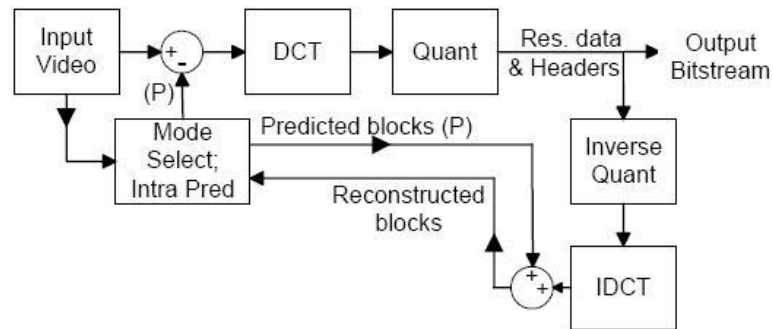 Input
Video
+
-
(P)
DCT
Quant
Res. data
& Headers
Output
Bitstream
Mode
Select;
Intra Pred
Predicted blocks (P)
Reconstructed
blocks
Inverse
Quant
+
+
IDCT